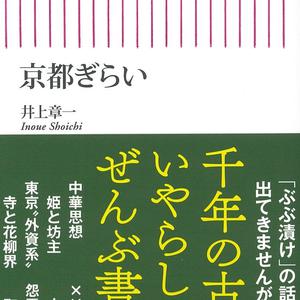 京都ぎらい
井上章一
Inoue Shoichi
「ぶぶ漬け」の話は
出てきませんが
千年の古
いやらし
ぜんぶ書
中華思想
姫と坊主
東京〝外資系〟
寺と花柳界
怨